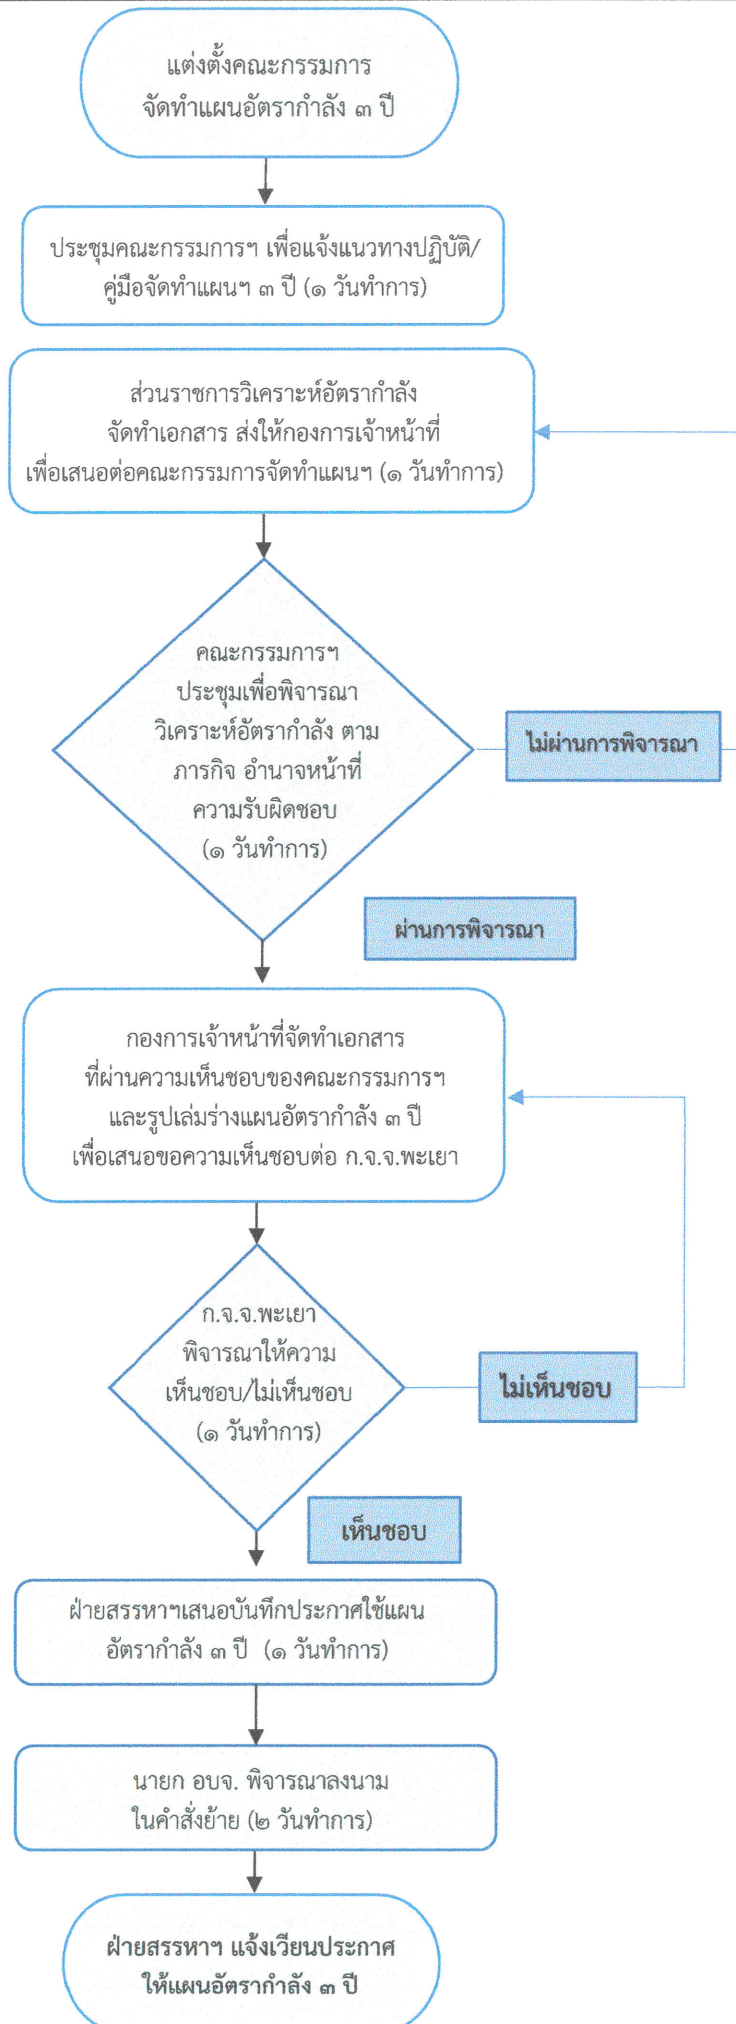 แต่งตั้งคณะกรรมการ
จัดทำแผนอัตรากำลัง ๓ ปี
ประชุมคณะกรรมการฯ เพื่อแจ้งแนวทางปฏิบัติ/
คู่มือจัดทำแผนฯ ๓ ปี (๑ วันทำการ)
ส่วนราชการวิเคราะห์อัตรากำลัง
จัดทำเอกสาร ส่งให้กองการเจ้าหน้าที่
เพื่อเสนอต่อคณะกรรมการจัดทำแผนฯ (๑ วันทำการ)
คณะกรรมการฯ
ประชุมเพื่อพิจารณา
วิเคราะห์อัตรากำลัง ตาม
ภารกิจ อำนาจหน้าที่
ความรับผิดชอบ
(๑ วันทำการ)
ไม่ผ่านการพิจารณา
ผ่านการพิจารณา
กองการเจ้าหน้าที่จัดทำเอกสาร
ที่ผ่านความเห็นชอบของคณะกรรมการฯ
และรูปเล่มร่างแผนอัตรากำลัง ๓ ปี
เพื่อเสนอขอความเห็นชอบต่อ ก.จ.จ.พะเยา
ก.จ.จ.พะเยา
พิจารณาให้ความ
เห็นชอบ/ไม่เห็นชอบ
(๑ วันทำการ)
ไม่เห็นชอบ
เห็นชอบ
ฝ่ายสรรหาฯเสนอบันทึกประกาศใช้แผน
อัตรากำลัง ๓ ปี (๑ วันทำการ)
นายก อบจ. พิจารณาลงนาม
ในคำสั่งย้าย (๒ วันทำการ)
ฝ่ายสรรหาฯ แจ้งเวียนประกาศ
ให้แผนอัตรากำลัง ๓ ปี